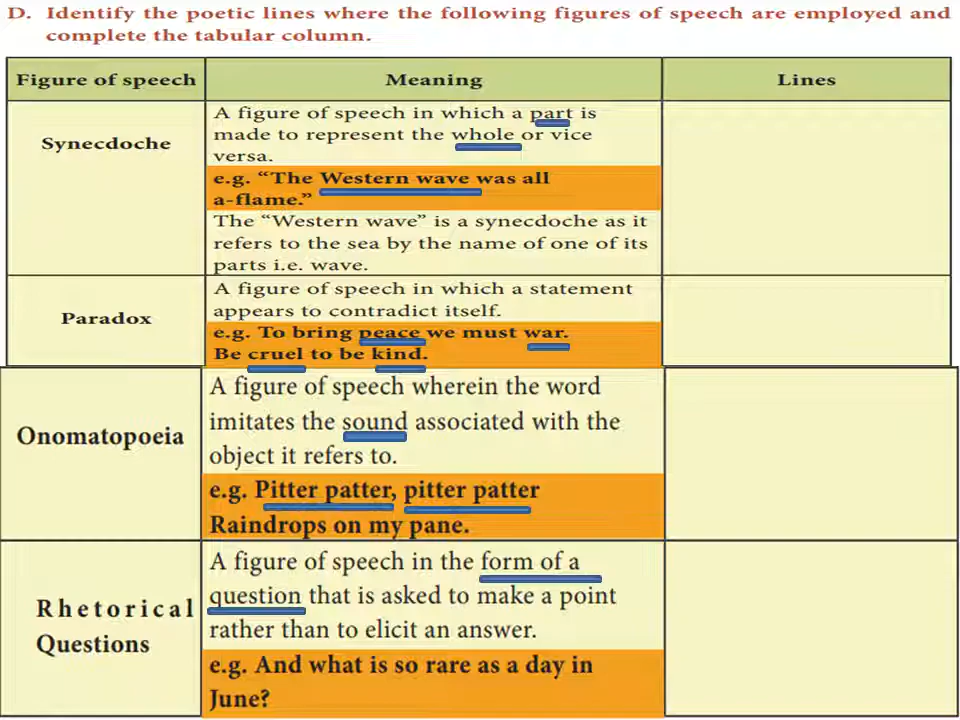 D. Identify the poetic lines where the following figures of speech are employed and
complete the tabular column.
Figure of speech
Meaning
Lines
Synecdoche
A figure of speech in which a part is
made to represent the whole or vice
versa.
e.g. “The Western wave was all
a-flame.”
The “Western wave” is a synecdoche as it
refers to the sea by the name of one of its
parts i.e. wave.
Paradox
A figure of speech in which a statement
appears to contradict itself.
e.g. To bring peace we must war.
Be cruel to be kind.
Onomatopoeia
A figure of speech wherein the word
imitates the sound associated with the
object it refers to.
e.g. Pitter patter, pitter patter
Raindrops on my pane.
Rhetorical
Questions
A figure of speech in the form of a
question that is asked to make a point
rather than to elicit an answer.
e.g. And what is so rare as a day in
June?